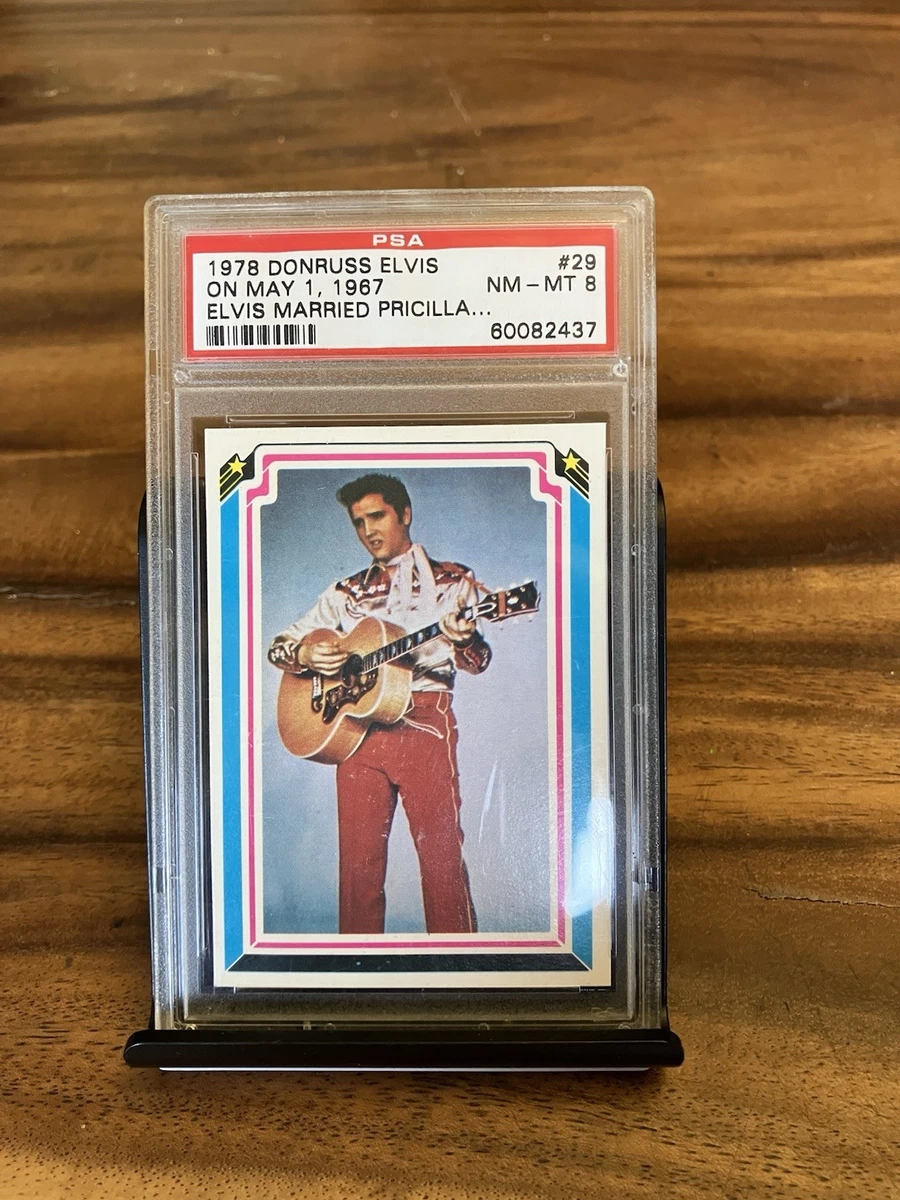 PSA
1978 DONRUSS ELVIS #29
ON MAY 1, 1967 NM-MT 8
ELVIS MARRIED PRICILLA...
60082437